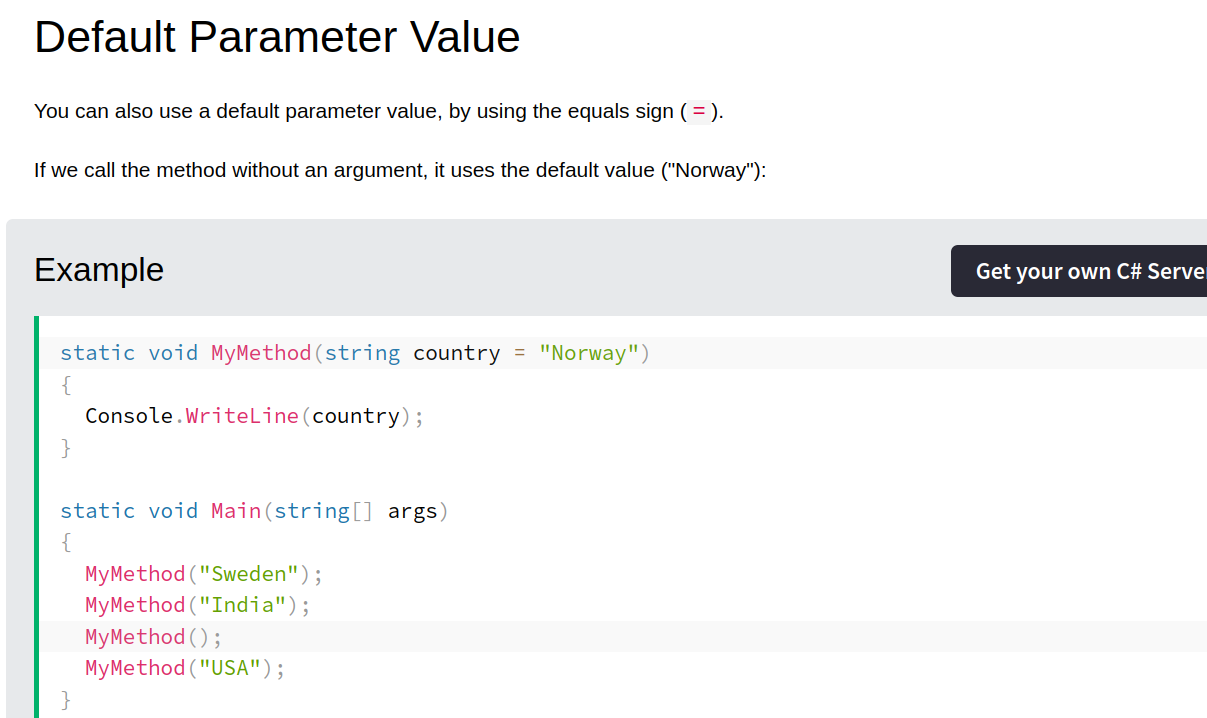 Default Parameter Value
You can also use a default parameter value, by using the equals sign (=).
If we call the method without an argument, it uses the default value ("Norway"):
Example
Get your own C# Server
static void MyMethod(string country = "Norway")
{
  Console.WriteLine(country);
}
static void Main(string[] args)
{
  MyMethod("Sweden");
  MyMethod("India");
  MyMethod();
  MyMethod("USA");
}